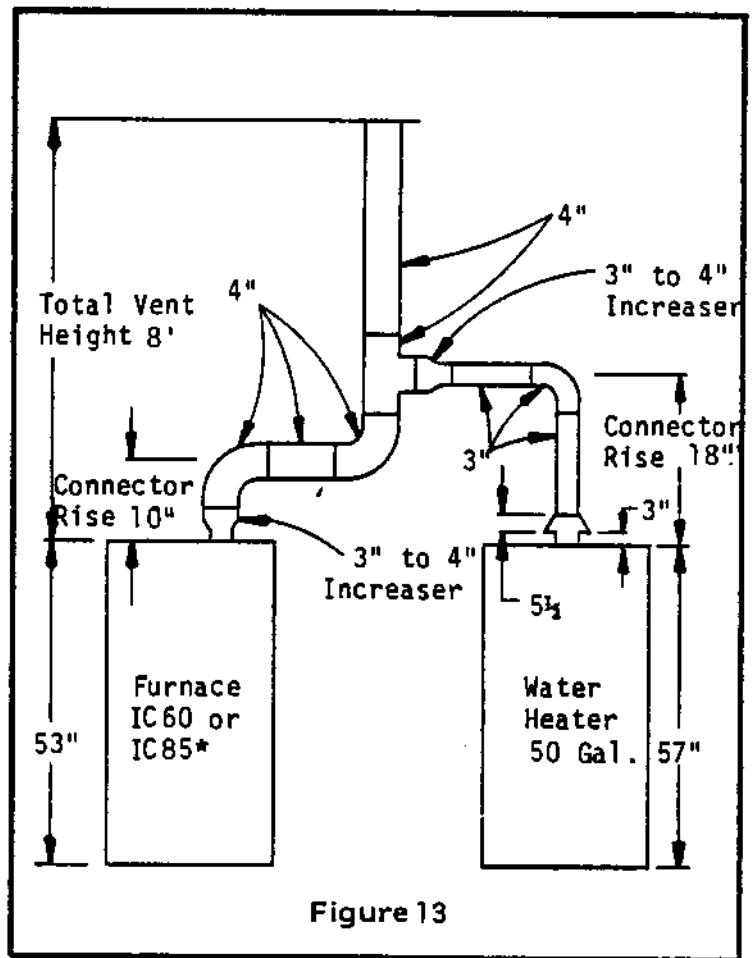 4"
3" to 4"
Increaser
Total Vent
Height 8'
4"
Connector
Rise 18"
3"
Connector
Rise 10"
3"
3" to 4"
Increaser
5½
Furnace
IC60 or
IC85*
53"
Water
Heater
50 Gal.
57"
Figure 13